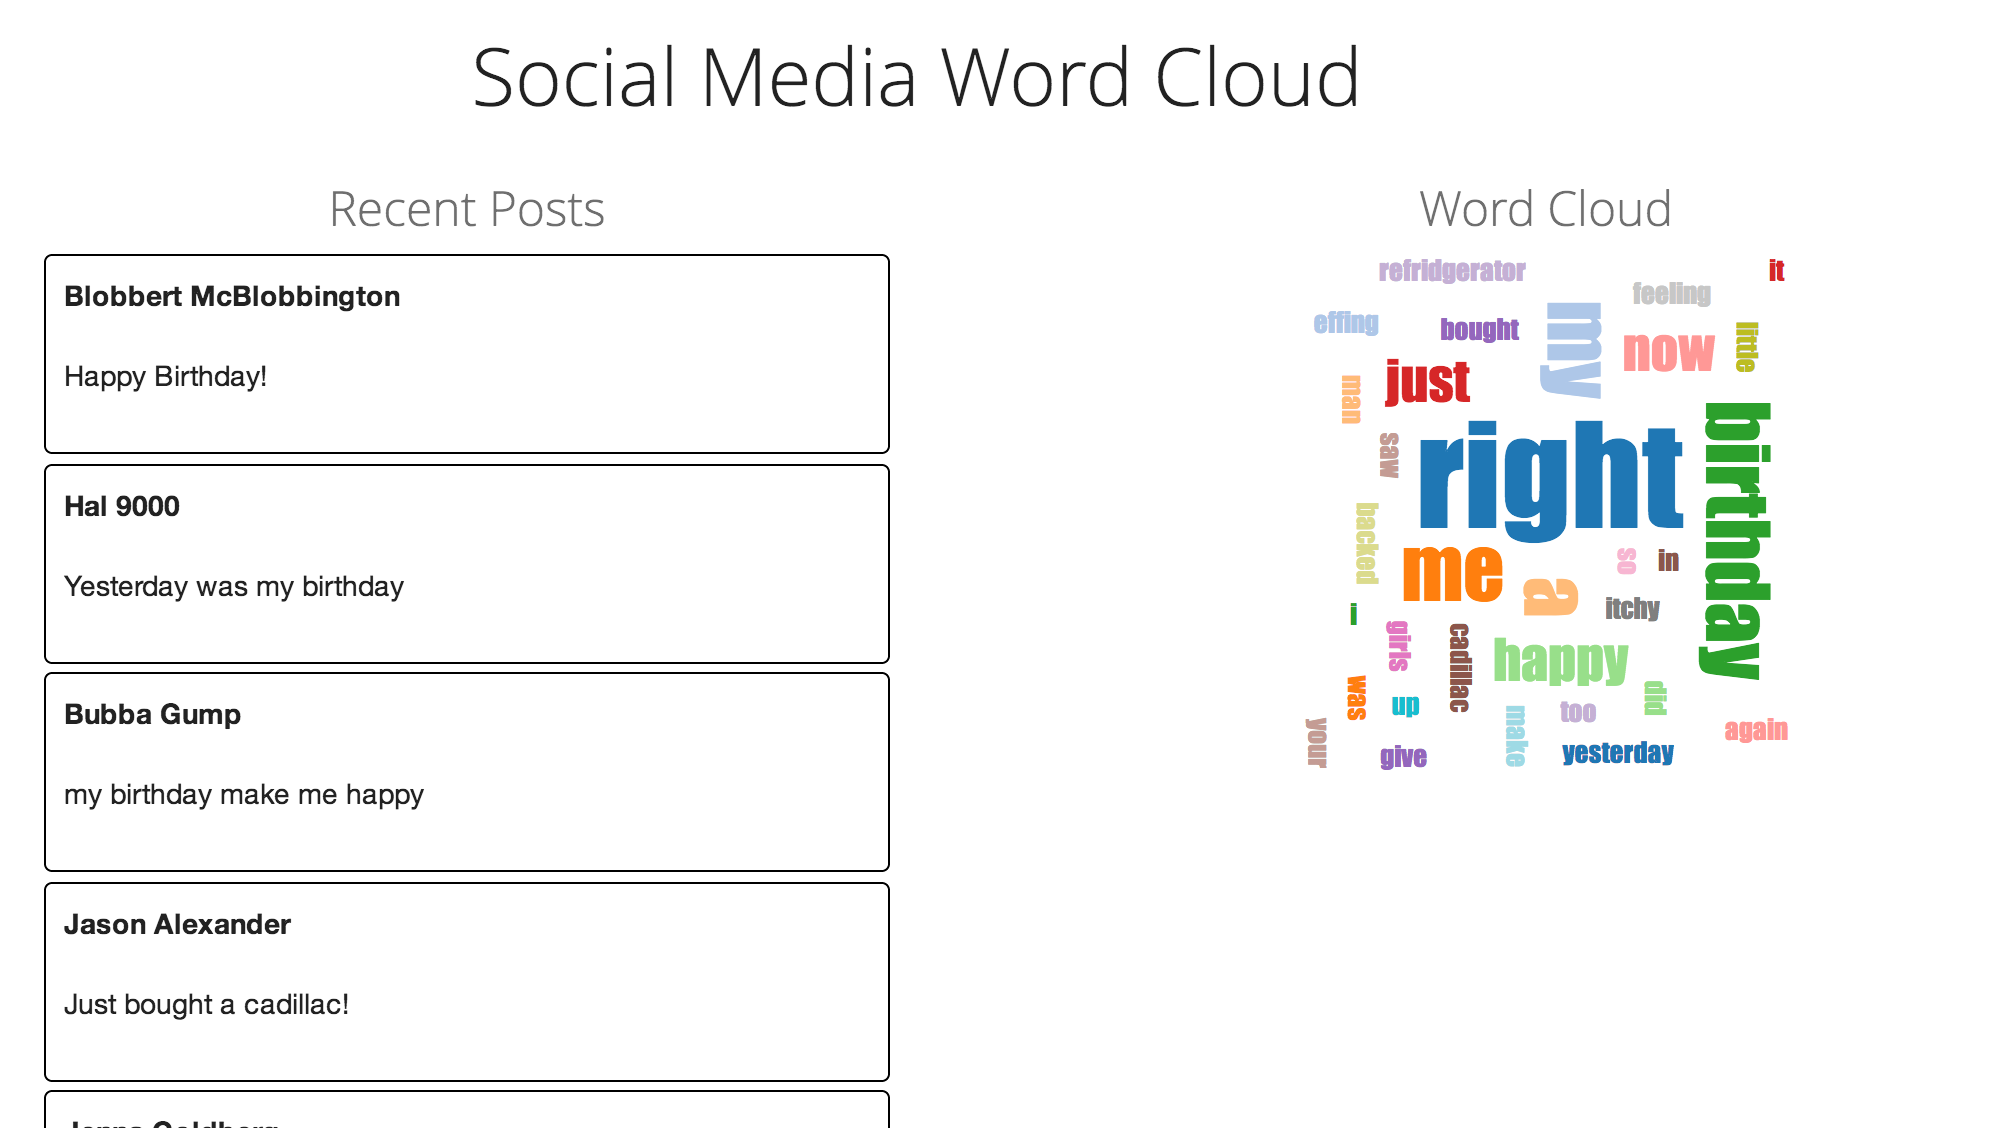 Social Media Word Cloud
Recent Posts
Blobbert McBlobbington
Happy Birthday!
Hal 9000
Yesterday was my birthday
Bubba Gump
my birthday make me happy
Jason Alexander
Just bought a cadillac!
Word Cloud
refridgerator
it
feeling
effing
bought
my
now
little
just
man
saw
right
birthday
backed
me
a
so
in
itchy
i
girls
cadillac
happy
was
up
did
your
make
too
again
give
yesterday